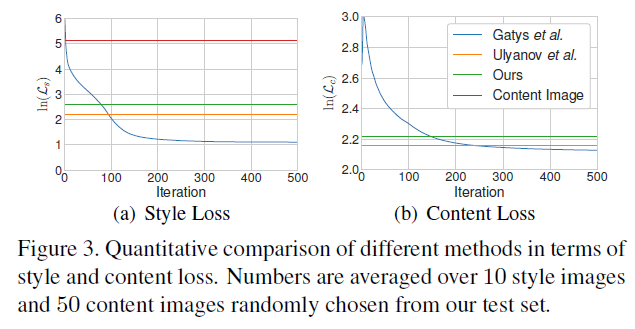 6
5
4
3
2
1
0
ln(ℒs)
0 100 200 300 400 500
Iteration
(a) Style Loss
3.0
2.8
2.6
2.4
2.2
2.0
ln(ℒc)
Gatys et al.
Ulyanov et al.
Ours
Content Image
0 100 200 300 400 500
Iteration
(b) Content Loss
Figure 3. Quantitative comparison of different methods in terms of
style and content loss. Numbers are averaged over 10 style images
and 50 content images randomly chosen from our test set.